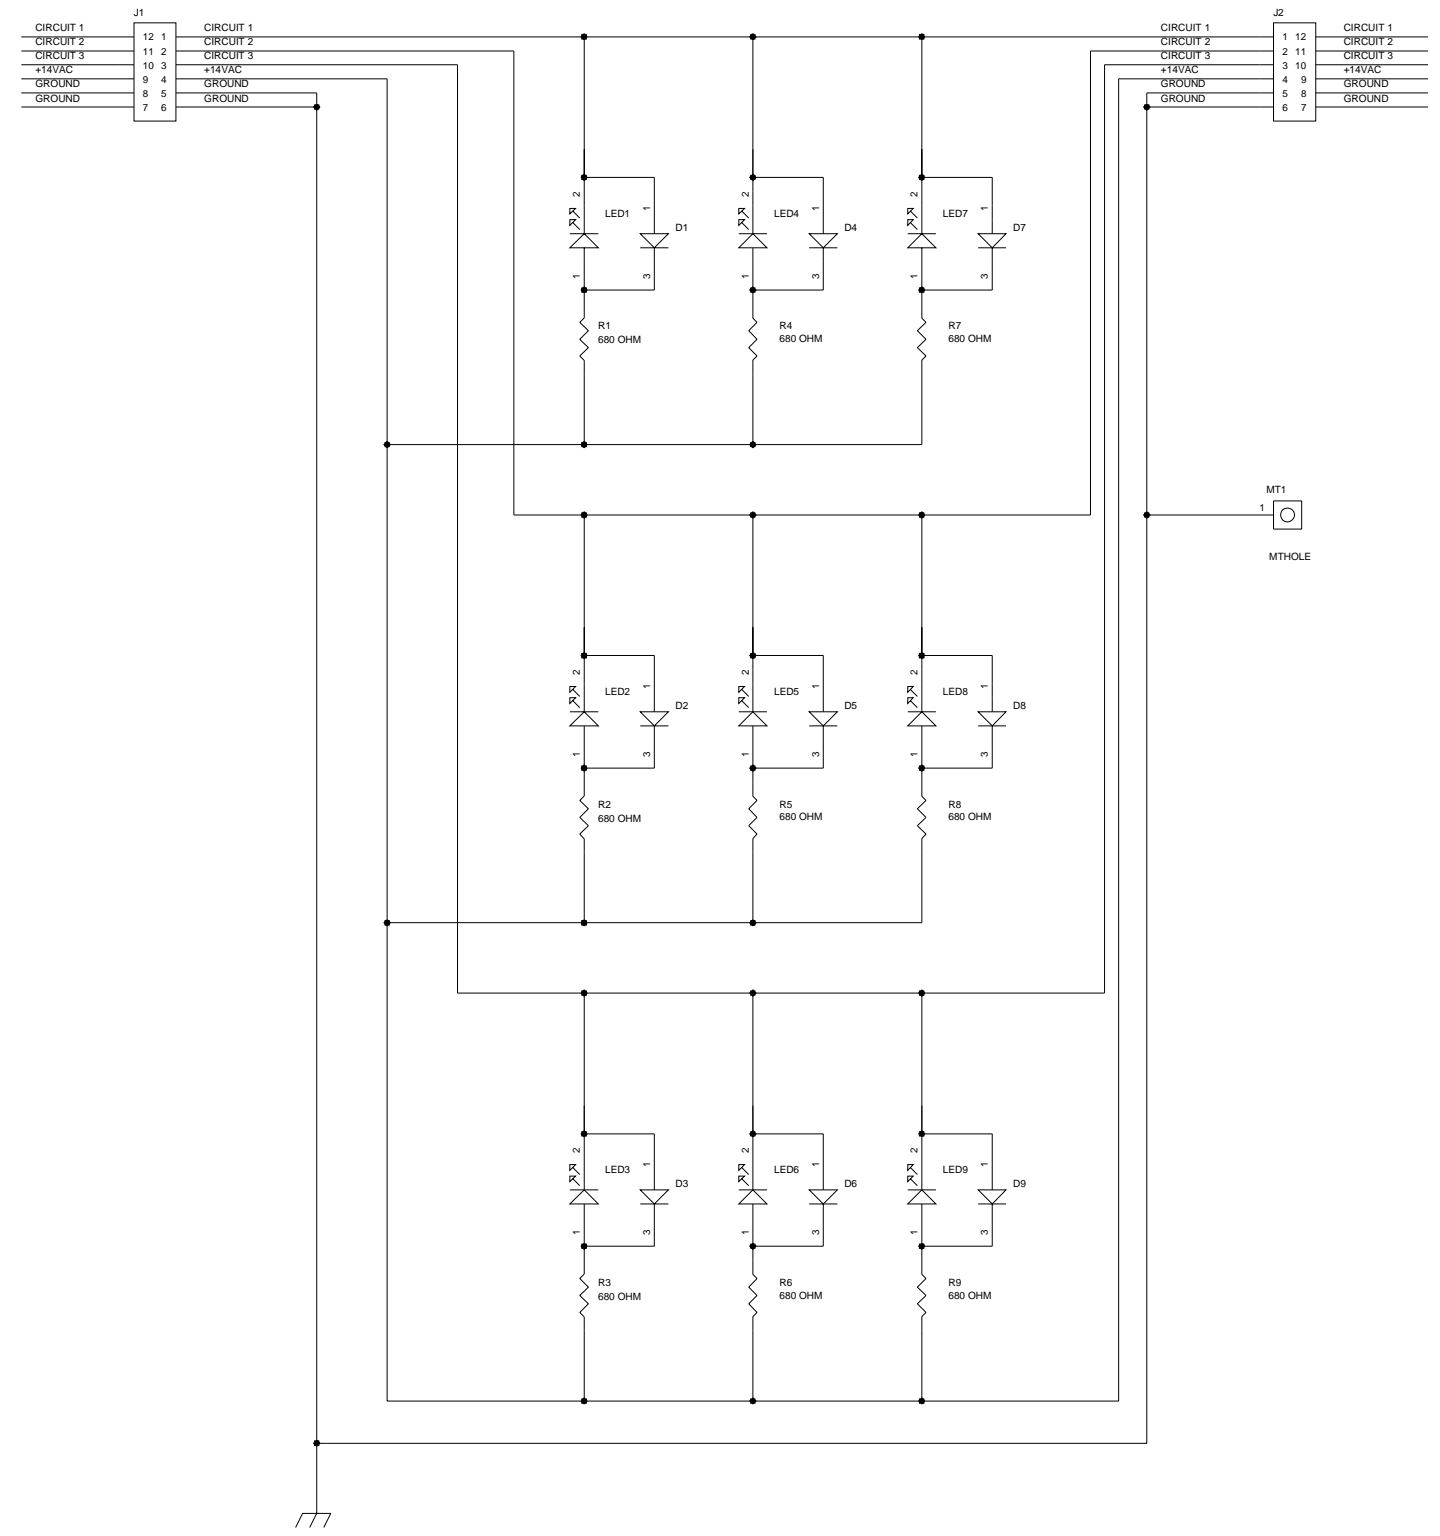 J1
J2
CIRCUIT 1 12 1 CIRCUIT 1
CIRCUIT 2 11 2 CIRCUIT 2
CIRCUIT 3 10 3 CIRCUIT 3
+14VAC 9 4 +14VAC
GROUND 8 5 GROUND
GROUND 7 6 GROUND
CIRCUIT 1 1 12 CIRCUIT 1
CIRCUIT 2 2 11 CIRCUIT 2
CIRCUIT 3 3 10 CIRCUIT 3
+14VAC 4 9 +14VAC
GROUND 5 8 GROUND
GROUND 6 7 GROUND
2 LED1 1 D1
1 3
2 LED4 1 D4
1 3
2 LED7 1 D7
1 3
R1
680 OHM
R4
680 OHM
R7
680 OHM
MT1
1
MTHOLE
2 LED2 1 D2
1 3
2 LED5 1 D5
1 3
2 LED8 1 D8
1 3
R2
680 OHM
R5
680 OHM
R8
680 OHM
2 LED3 1 D3
1 3
2 LED6 1 D6
1 3
2 LED9 1 D9
1 3
R3
680 OHM
R6
680 OHM
R9
680 OHM